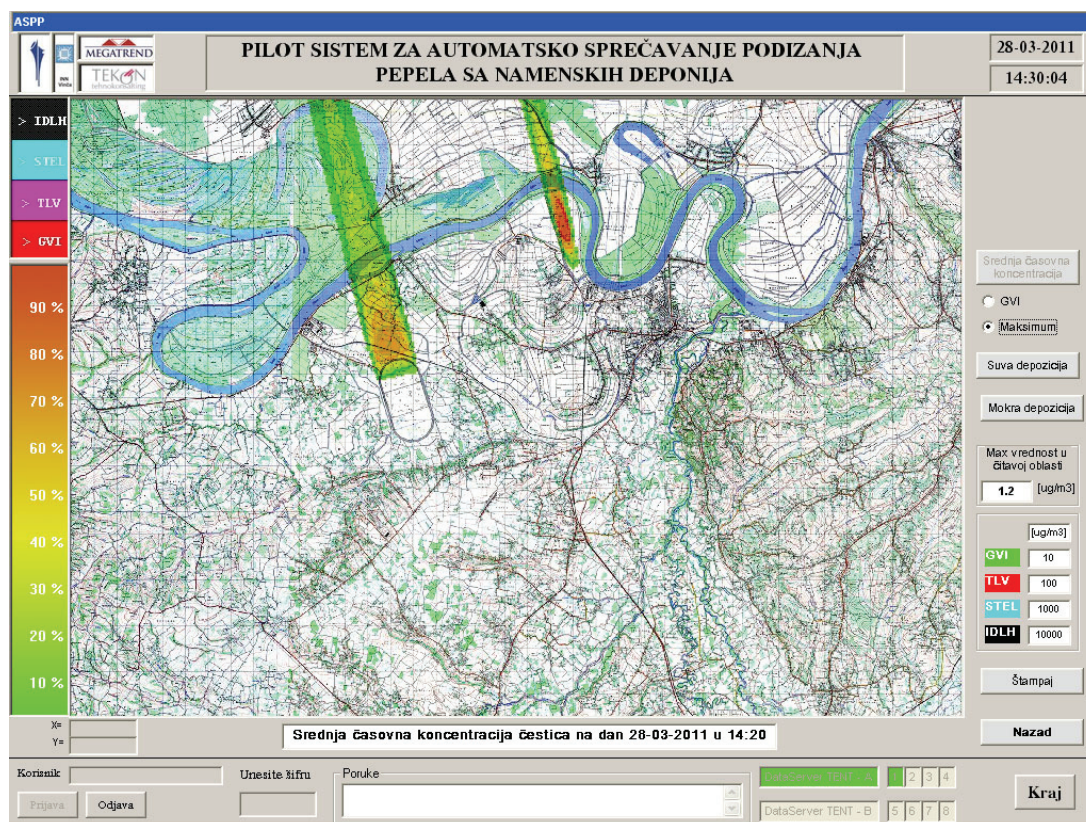 ASPP
MEGATREND
TEKON
tehnokonsalting
PILOT SISTEM ZA AUTOMATSKO SPREČAVANJE PODIZANJA
PEPELA SA NAMENSKIH DEPONIJA
28-03-2011
14:30:04
> IDLH
STEL
> TLV
> GVI
90 %
80 %
70 %
60 %
50 %
40 %
30 %
20 %
10 %
Srednja časovna
koncentracija
GVI
Maksimum
Suva depozicija
Mokra depozicija
Max vrednost u
čitavoj oblasti
1.2 [ug/m3]
[ug/m3]
GVI 10
TLV 100
STEL 1000
IDLH 10000
Štampaj
Nazad
X=
Y=
Srednja časovna koncentracija čestica na dan 28-03-2011 u 14:20
Korisnik
Unesite šifru
Poruke
Prijava
Odjava
DataServer TENT - A
1 2 3 4
DataServer TENT - B
5 6 7 8
Kraj